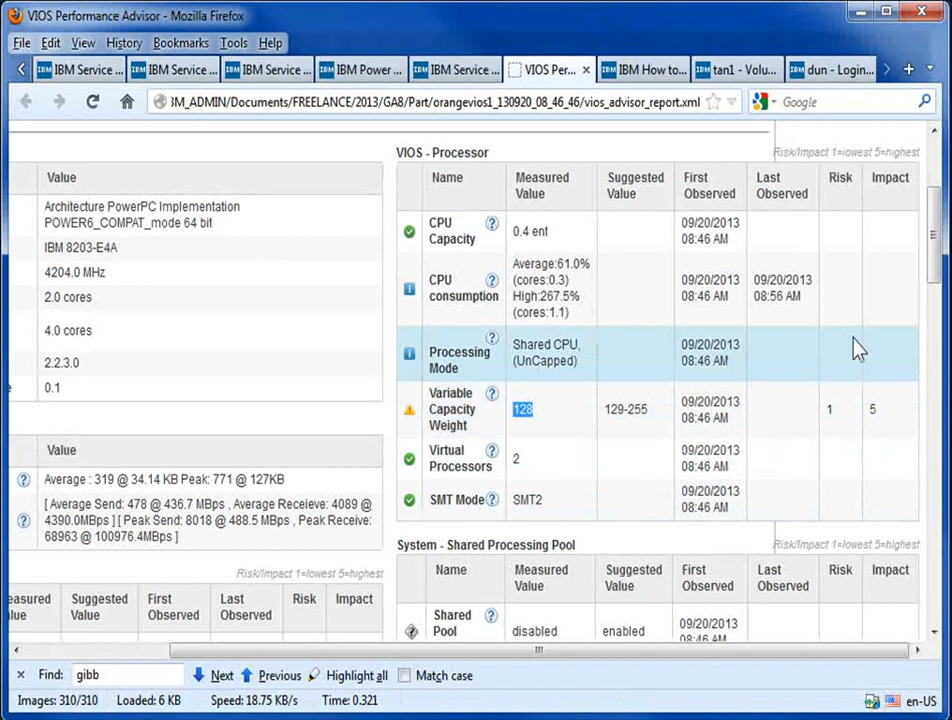 VIOS Performance Advisor - Mozilla Firefox
File Edit View History Bookmarks Tools Help
IBM Service ... IBM Service ... IBM Service ... IBM Power ... IBM Service ... VIOS Per... IBM How to... tan1 - Volu... dun - Login...
IM_ADMIN/Documents/FREELANCE/2013/GA8/Part/orangevios1_130920_08_46_46/vios_advisor_report.xml Google
Value
Architecture PowerPC Implementation
POWER6_COMPAT_mode 64 bit
IBM 8203-E4A
4204.0 MHz
2.0 cores
4.0 cores
2.2.3.0
0.1
Value
Average : 319 @ 34.14 KB Peak: 771 @ 127KB
[ Average Send: 478 @ 436.7 MBps , Average Receieve: 4089 @
4390.0MBps ] [ Peak Send: 8018 @ 488.5 MBps , Peak Receive:
68963 @ 100976.4MBps ]
Risk/Impact 1=lowest 5=highest
Suggested Value First Observed Last Observed Risk Impact
VIOS - Processor Risk/Impact 1=lowest 5=highest
Name Measured Value Suggested Value First Observed Last Observed Risk Impact
CPU Capacity 0.4 ent 09/20/2013 08:46 AM
CPU consumption Average:61.0% (cores:0.3) High:267.5% (cores:1.1) 09/20/2013 08:46 AM 09/20/2013 08:56 AM
Processing Mode Shared CPU, (UnCapped) 09/20/2013 08:46 AM
Variable Capacity Weight 128 129-255 09/20/2013 08:46 AM 1 5
Virtual Processors 2 09/20/2013 08:46 AM
SMT Mode SMT2 09/20/2013 08:46 AM
System - Shared Processing Pool Risk/Impact 1=lowest 5=highest
Name Measured Value Suggested Value First Observed Last Observed Risk Impact
Shared Pool disabled enabled 09/20/2013 08:46 AM
Find: gibb Next Previous Highlight all Match case
Images: 310/310 Loaded: 6 KB Speed: 18.75 KB/s Time: 0.321 en-US